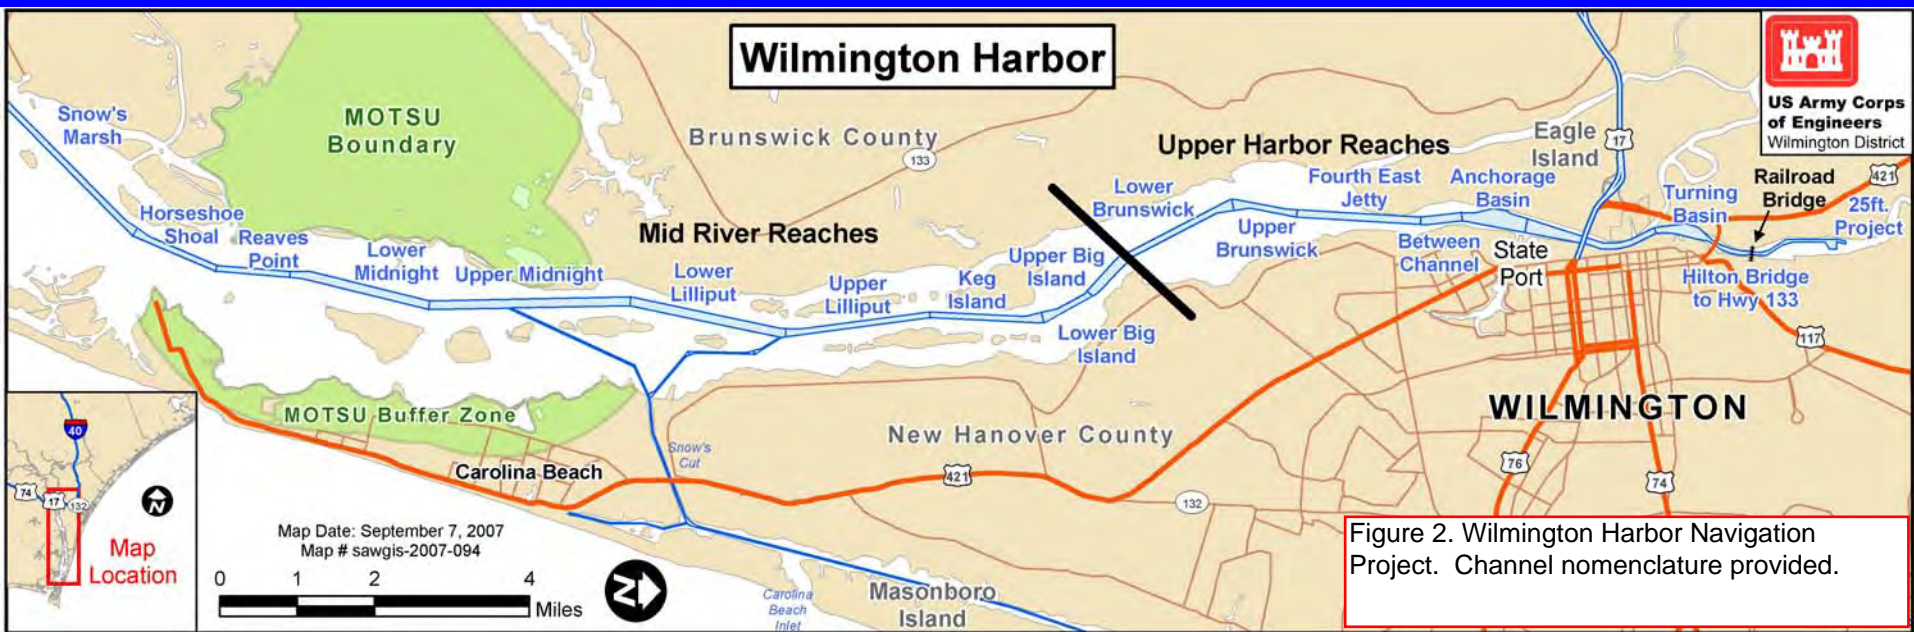 Wilmington Harbor
US Army Corps
of Engineers
Wilmington District
Snow's
Marsh
MOTSU
Boundary
Brunswick County
133
Upper Harbor Reaches
Eagle
Island
17
Horseshoe
Shoal
Reaves
Point
Lower
Midnight
Upper Midnight
Mid River Reaches
Lower
Lilliput
Upper
Lilliput
Keg
Island
Upper Big
Island
Lower Big
Island
Lower
Brunswick
Upper
Brunswick
Fourth East
Jetty
Between
Channel
Anchorage
Basin
State
Port
Turning
Basin
Railroad
Bridge
421
25ft.
Project
Hilton Bridge
to Hwy 133
117
WILMINGTON
76
74
MOTSU Buffer Zone
Carolina Beach
Snow's
Cut
New Hanover County
421
132
40
74
17
132
N
Map
Location
Map Date: September 7, 2007
Map # sawgis-2007-094
0 1 2 4
Miles
N
Carolina
Beach
Inlet
Masonboro
Island
Figure 2. Wilmington Harbor Navigation
Project. Channel nomenclature provided.